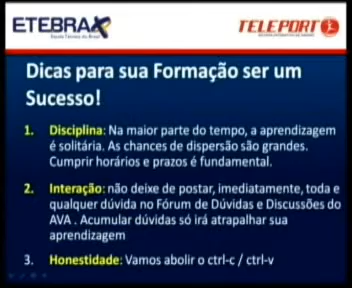 ETEBRAX
Escola Técnica do Brasil
TELEPORT
Dicas para sua Formação ser um
Sucesso!
1. Disciplina: Na maior parte do tempo, a aprendizagem
é solitária. As chances de dispersão são grandes.
Cumprir horários e prazos é fundamental.
2. Interação: não deixe de postar, imediatamente, toda e
qualquer dúvida no Fórum de Dúvidas e Discussões do
AVA . Acumular dúvidas só irá atrapalhar sua
aprendizagem
3. Honestidade: Vamos abolir o ctrl-c / ctrl-v